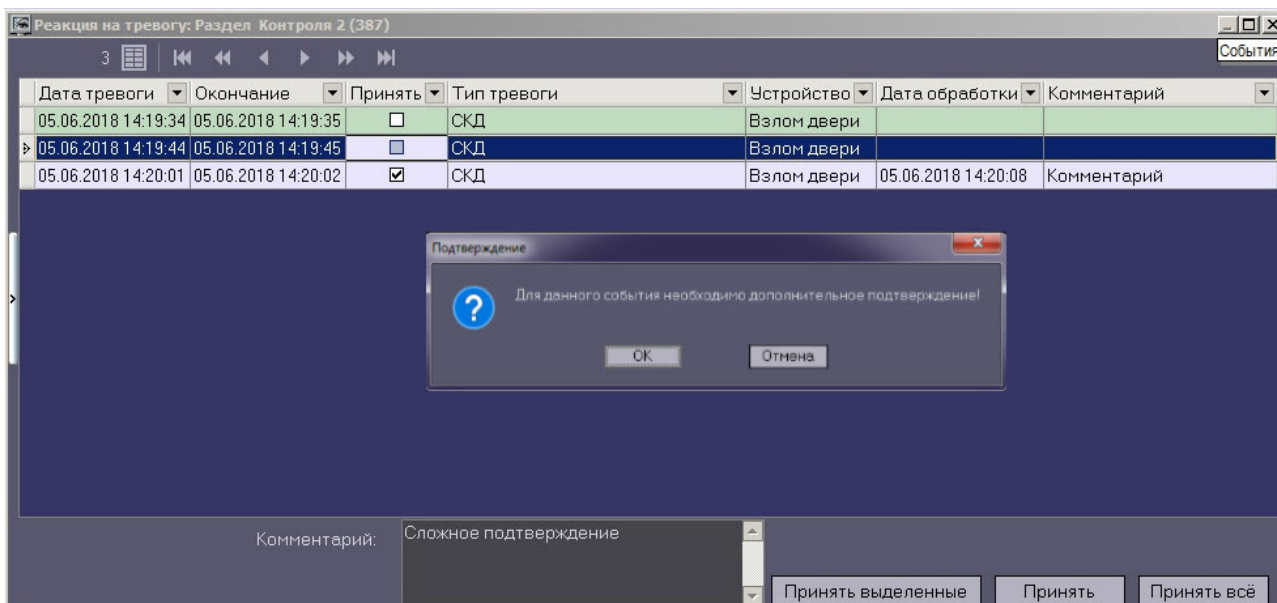 Реакция на тревогу: Раздел Контроля 2 (387)
События
3
Дата тревоги Окончание Принять Тип тревоги Устройство Дата обработки Комментарий
05.06.2018 14:19:34 05.06.2018 14:19:35 СКД Взлом двери
05.06.2018 14:19:44 05.06.2018 14:19:45 СКД Взлом двери
05.06.2018 14:20:01 05.06.2018 14:20:02 СКД Взлом двери 05.06.2018 14:20:08 Комментарий
Подтверждение
Для данного события необходимо дополнительное подтверждение!
OK Отмена
Комментарий: Сложное подтверждение
Принять выделенные Принять Принять всё